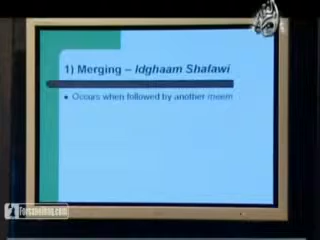 1) Merging – Idghaam Shafawi
• Occurs when followed by another meem